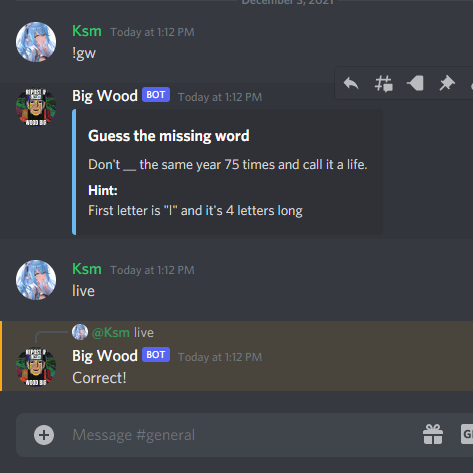 December 3, 2021
Ksm Today at 1:12 PM
!gw
Big Wood BOT Today at 1:12 PM
Guess the missing word
Don't __ the same year 75 times and call it a life.
Hint:
First letter is "l" and it's 4 letters long
Ksm Today at 1:12 PM
live
@Ksm live
Big Wood BOT Today at 1:12 PM
Correct!
Message #general